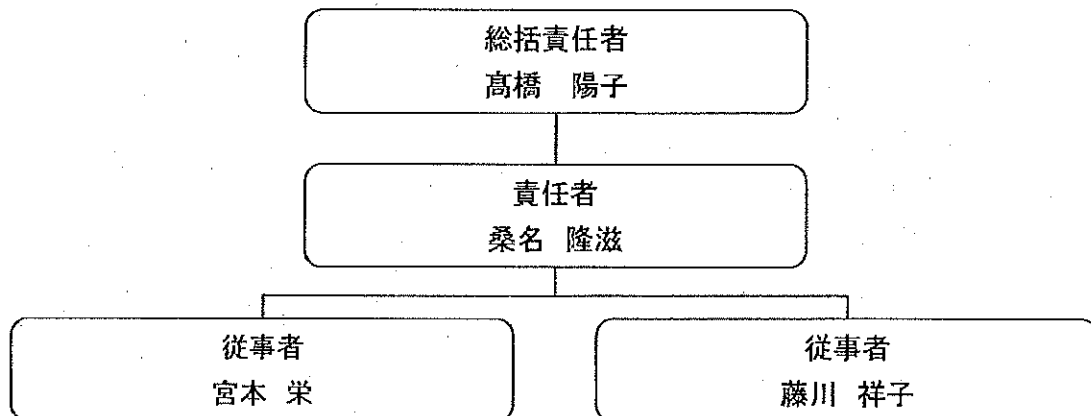 総括責任者
髙橋　陽子
責任者
桑名 隆滋
従事者
宮本 栄
従事者
藤川 祥子